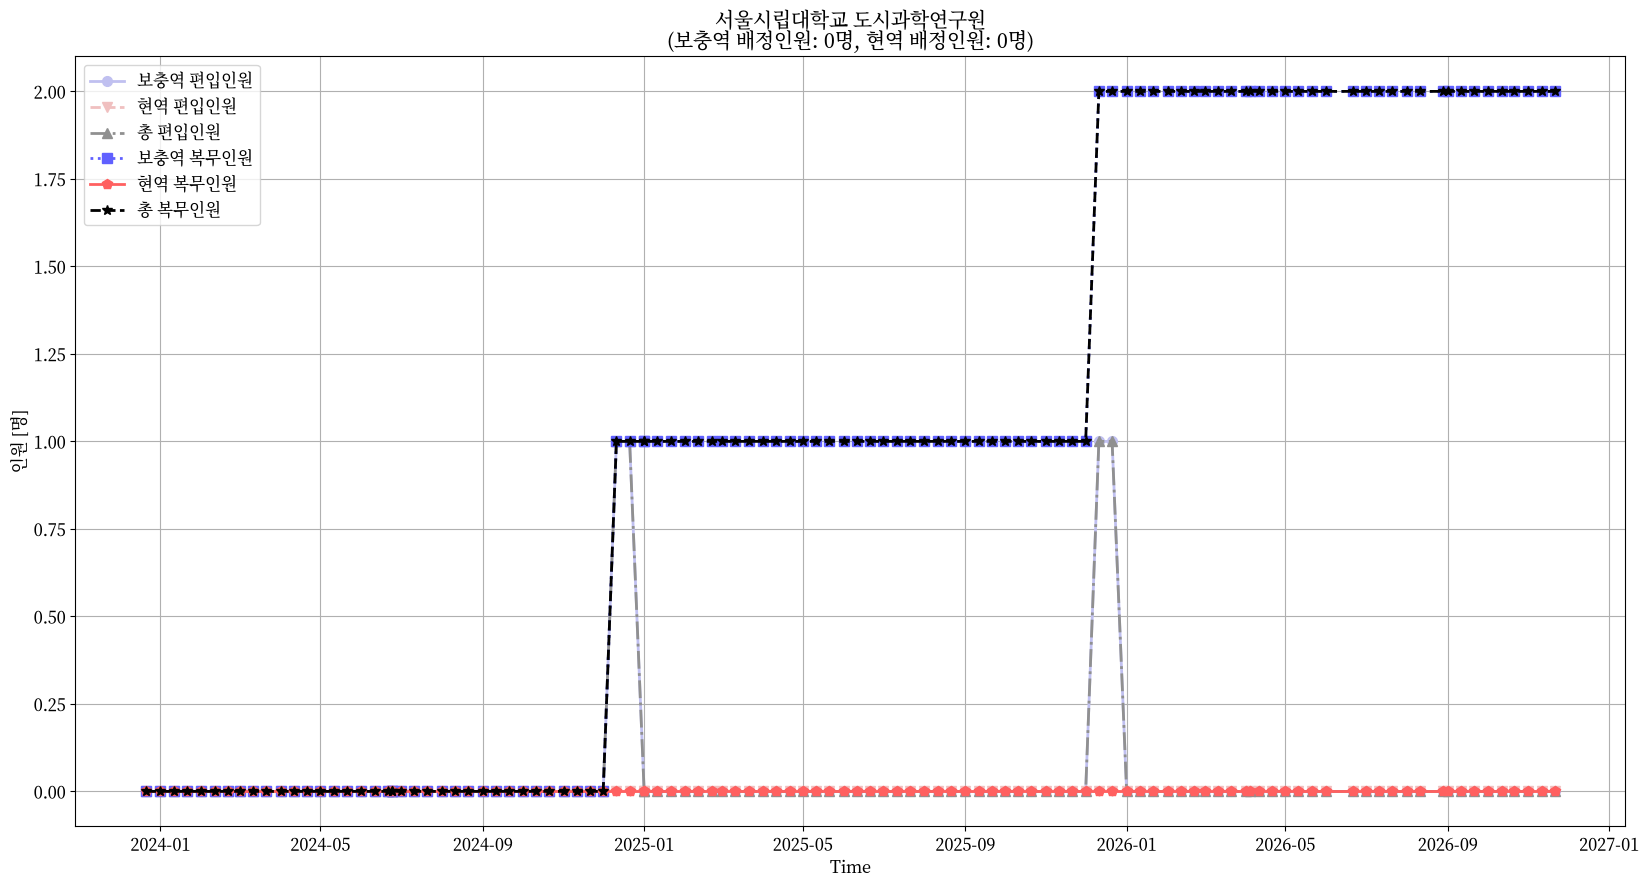 서울시립대학교 도시과학연구원
(보충역 배정인원: 0명, 현역 배정인원: 0명)
보충역 편입인원
현역 편입인원
총 편입인원
보충역 복무인원
현역 복무인원
총 복무인원
2.00
1.75
1.50
1.25
1.00
0.75
0.50
0.25
0.00
인원 [명]
2024-01
2024-05
2024-09
2025-01
2025-05
2025-09
2026-01
2026-05
2026-09
2027-01
Time